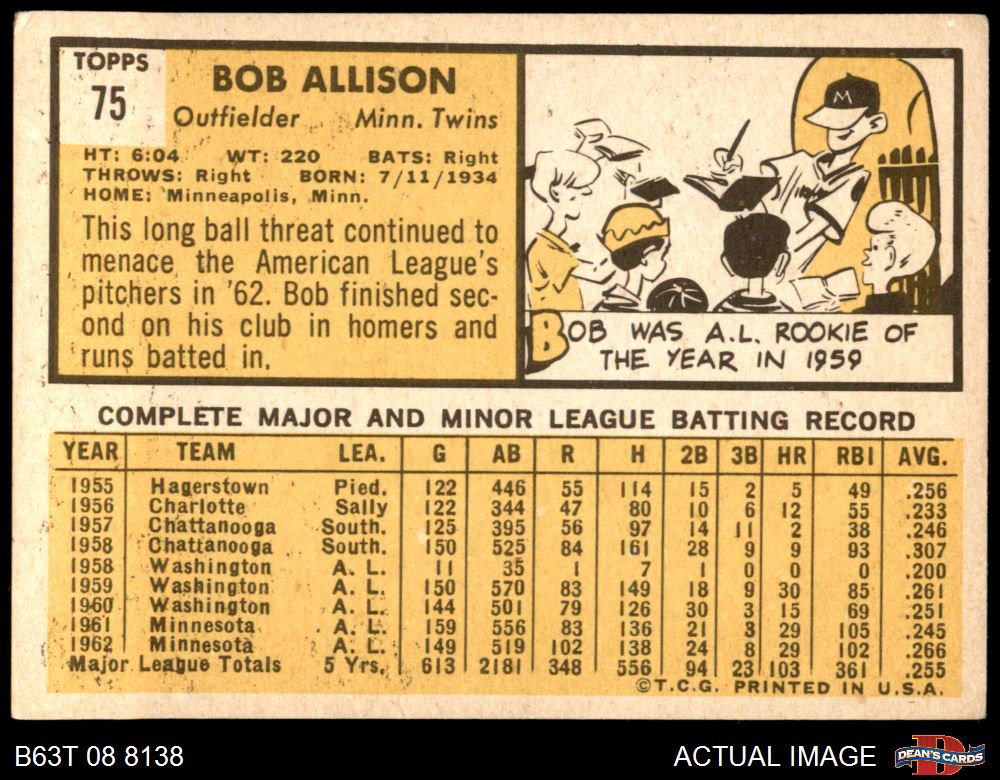 TOPPS
75
BOB ALLISON
Outfielder Minn. Twins
HT: 6:04 WT: 220 BATS: Right
THROWS: Right BORN: 7/11/1934
HOME: Minneapolis, Minn.
This long ball threat continued to
menace the American League's
pitchers in '62. Bob finished sec-
ond on his club in homers and
runs batted in.
M
BOB WAS A.L. ROOKIE OF
THE YEAR IN 1959
COMPLETE MAJOR AND MINOR LEAGUE BATTING RECORD
YEAR TEAM LEA. G AB R H 2B 3B HR RBI AVG.
1955 Hagerstown Pied. 122 446 55 114 15 2 5 49 .256
1956 Charlotte Sally 122 344 47 80 10 6 12 55 .233
1957 Chattanooga South. 125 395 56 97 14 11 2 38 .246
1958 Chattanooga South. 150 525 84 161 28 9 9 93 .307
1958 Washington A. L. 11 35 1 7 1 0 0 0 .200
1959 Washington A. L. 150 570 83 149 18 9 30 85 .261
1960 Washington A. L. 144 501 79 126 30 3 15 69 .251
1961 Minnesota A. L. 159 556 83 136 21 3 29 105 .245
1962 Minnesota A. L. 149 519 102 138 24 8 29 102 .266
Major League Totals 5 Yrs. 613 2181 348 556 94 23 103 361 .255
©T.C.G. PRINTED IN U.S.A.
B63T 08 8138
ACTUAL IMAGE
D
DEAN'S CARDS